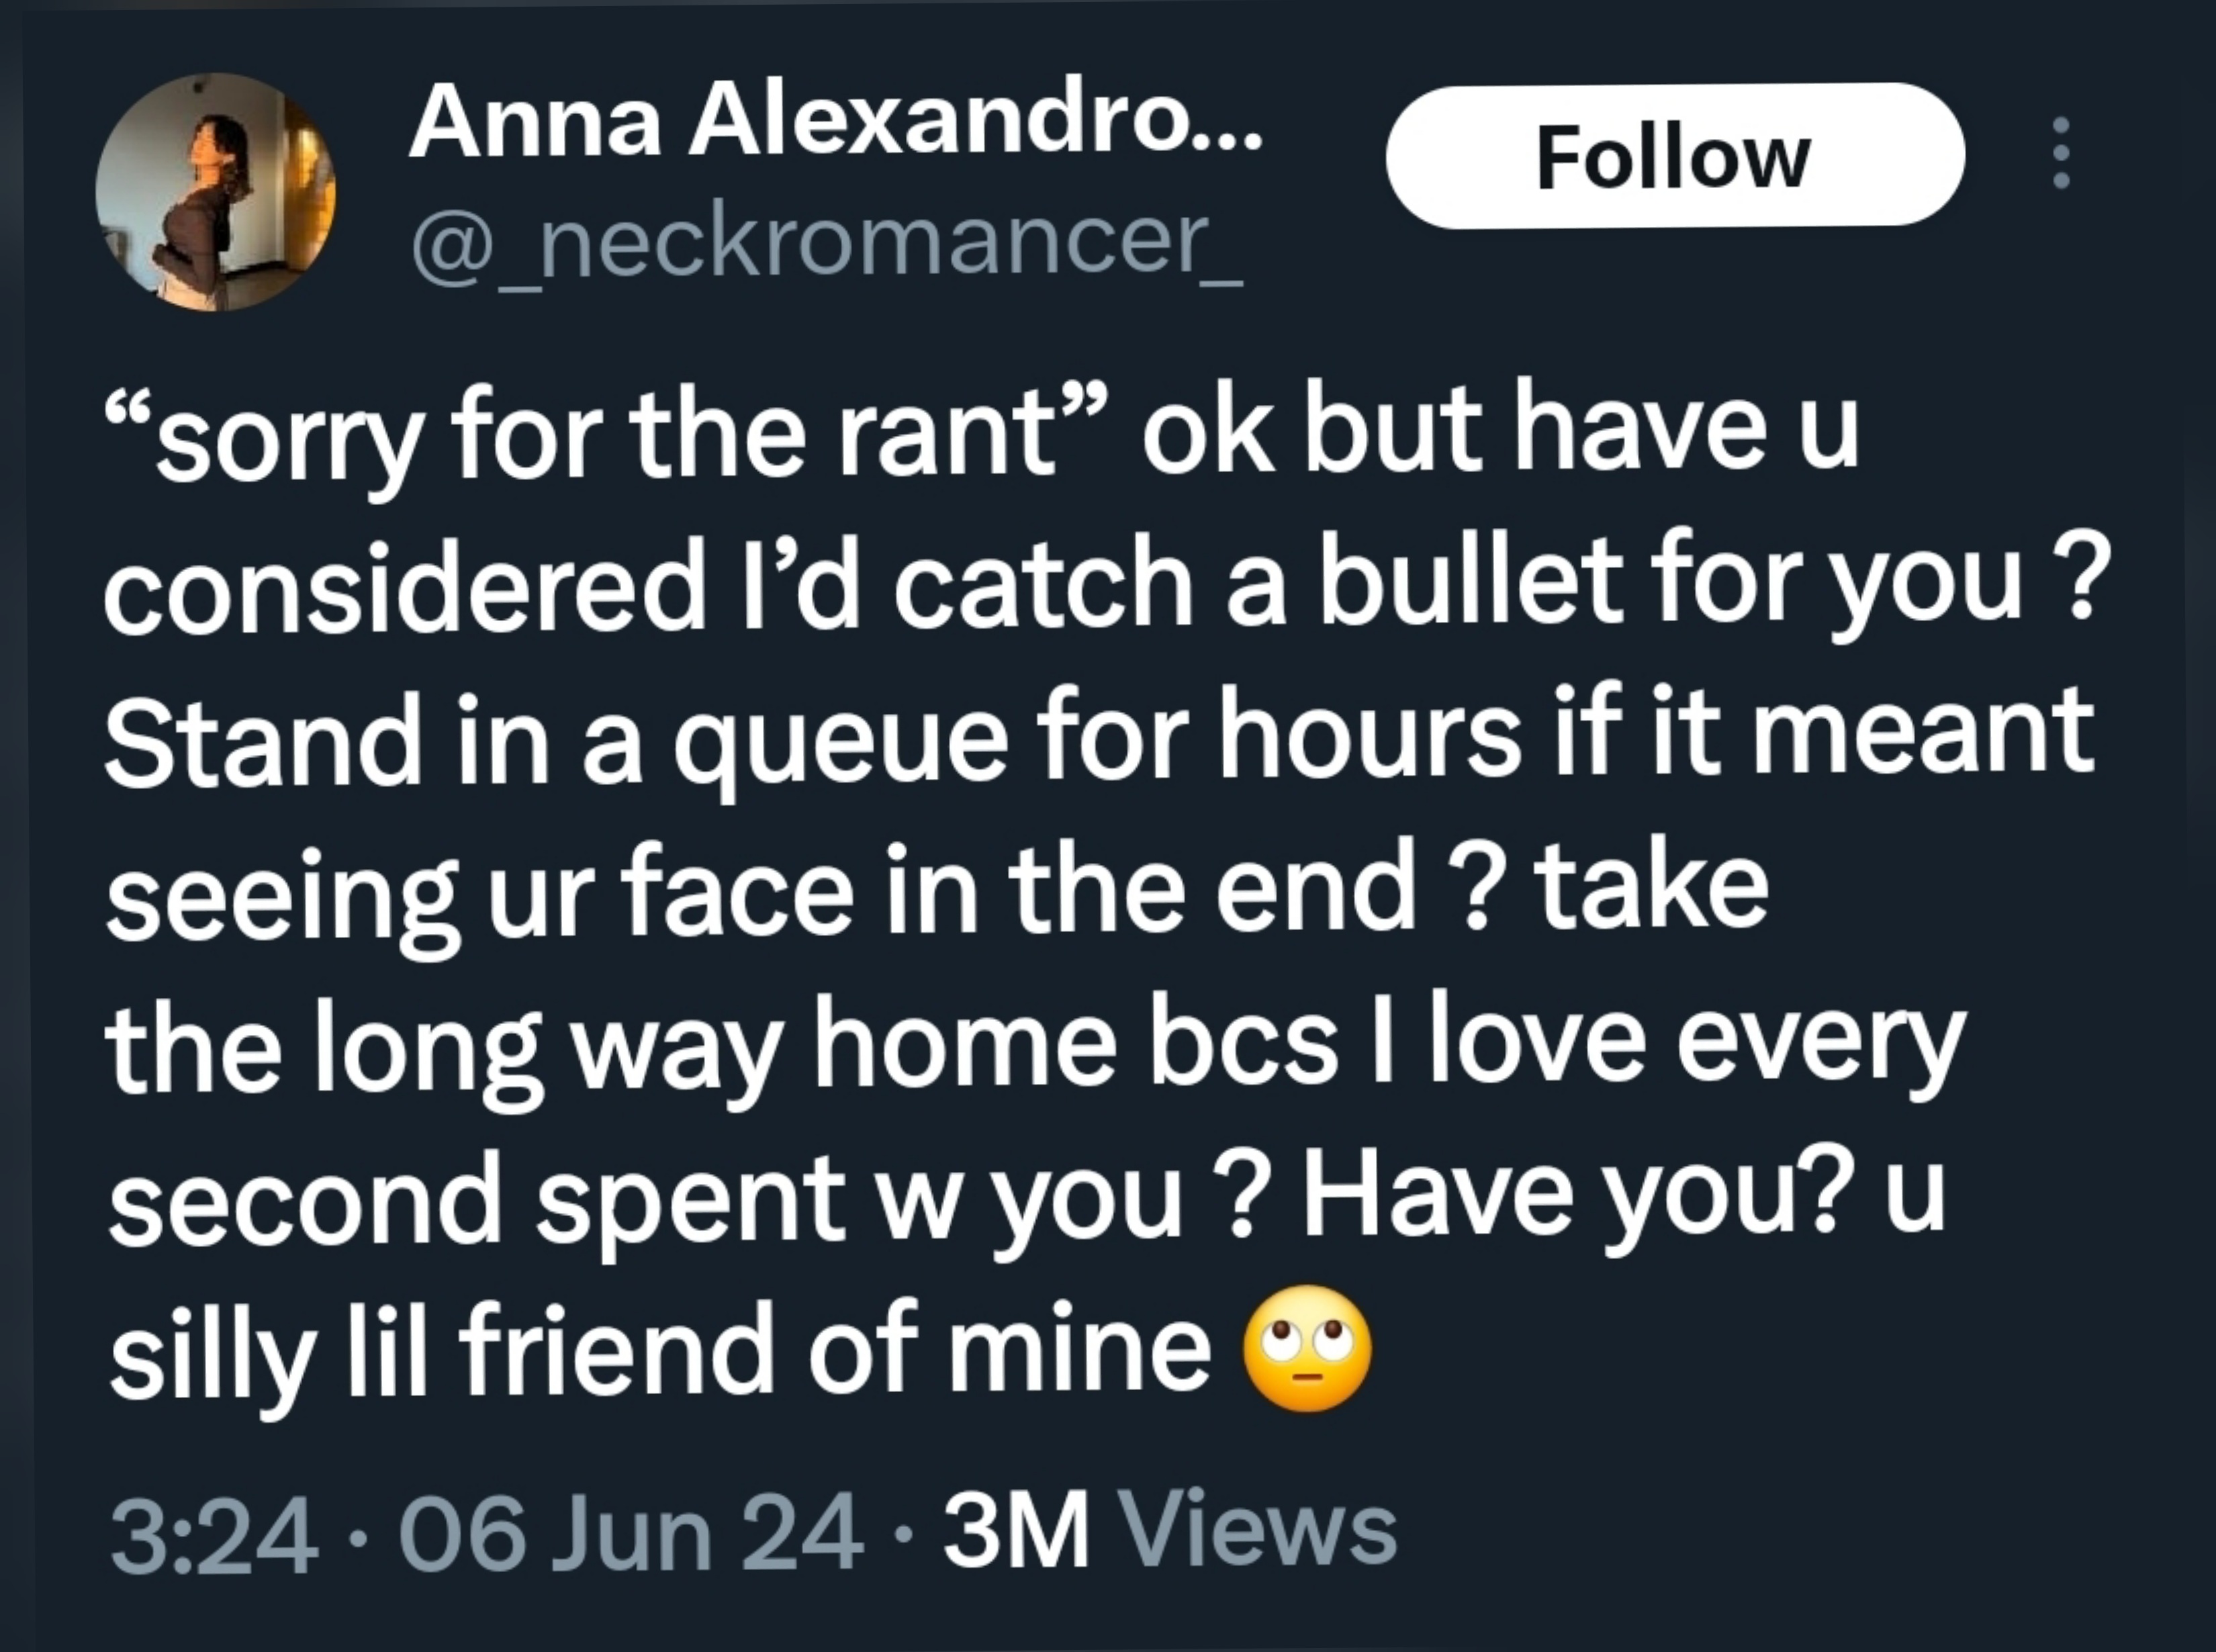 Anna Alexandro...
Follow
@_neckromancer_
“sorry for the rant” ok but have u
considered I’d catch a bullet for you ?
Stand in a queue for hours if it meant
seeing ur face in the end ? take
the long way home bcs I love every
second spent w you ? Have you? u
silly lil friend of mine 🙄
3:24 · 06 Jun 24 · 3M Views